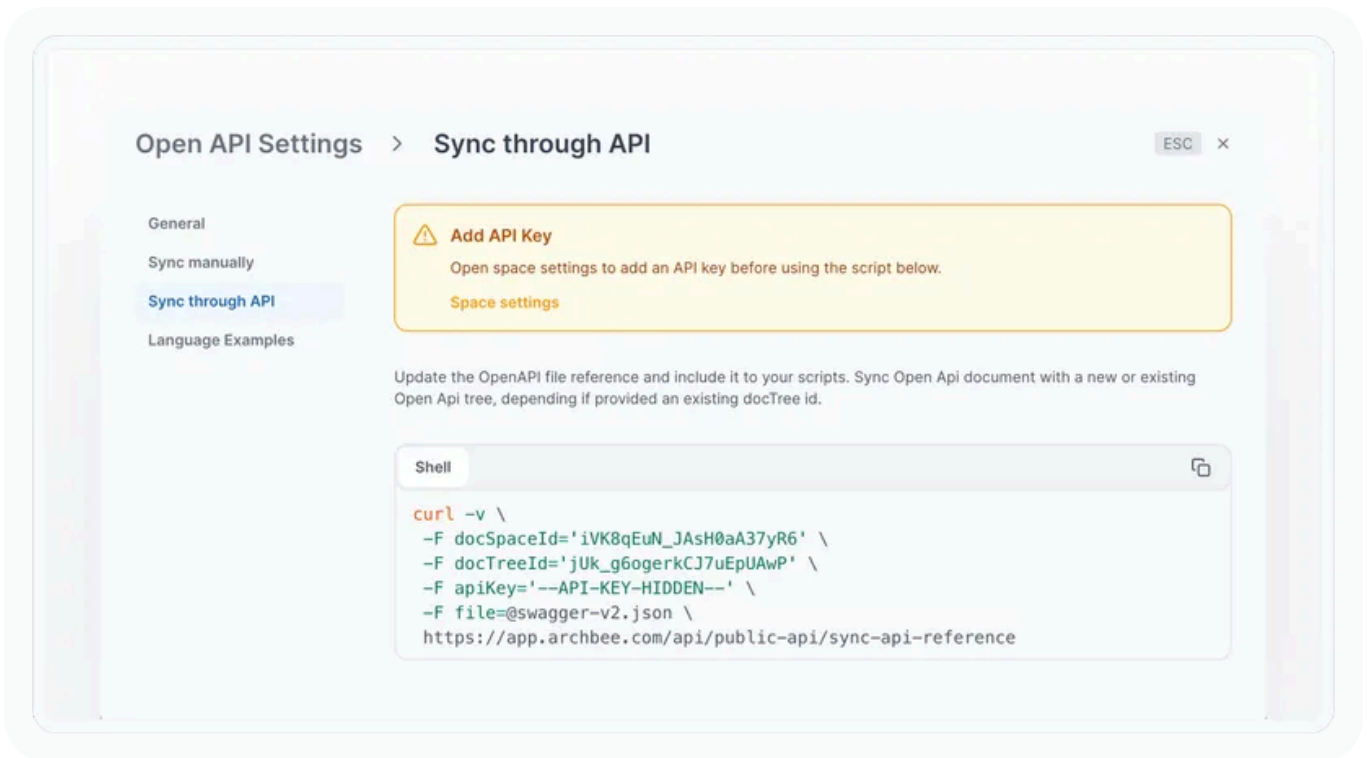 Open API Settings > Sync through API
ESC ×
General
Sync manually
Sync through API
Language Examples
Add API Key
Open space settings to add an API key before using the script below.
Space settings
Update the OpenAPI file reference and include it to your scripts. Sync Open Api document with a new or existing
Open Api tree, depending if provided an existing docTree id.
Shell
curl -v \
-F docSpaceId='iVK8qEuN_JAsH0aA37yR6' \
-F docTreeId='jUk_g6ogerkCJ7uEpUAwP' \
-F apiKey='--API-KEY-HIDDEN--' \
-F file=@swagger-v2.json \
https://app.archbee.com/api/public-api/sync-api-reference